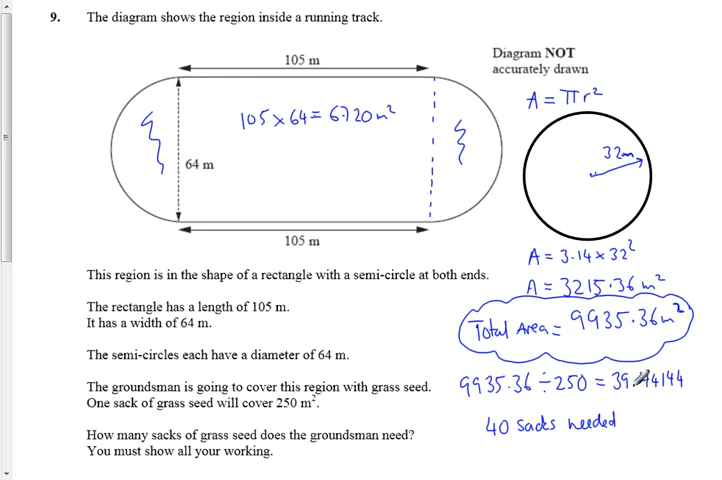 9. The diagram shows the region inside a running track.
105 m
Diagram NOT
accurately drawn
A = πr²
105 × 64 = 6720 m²
32m
64 m
105 m
A = 3.14 × 32²
A = 3215.36 m²
This region is in the shape of a rectangle with a semi-circle at both ends.
Total Area = 9935.36m²
The rectangle has a length of 105 m.
It has a width of 64 m.
The semi-circles each have a diameter of 64 m.
The groundsman is going to cover this region with grass seed.
One sack of grass seed will cover 250 m².
9935.36 ÷ 250 =
40 sacks needed
How many sacks of grass seed does the groundsman need?
You must show all your working.